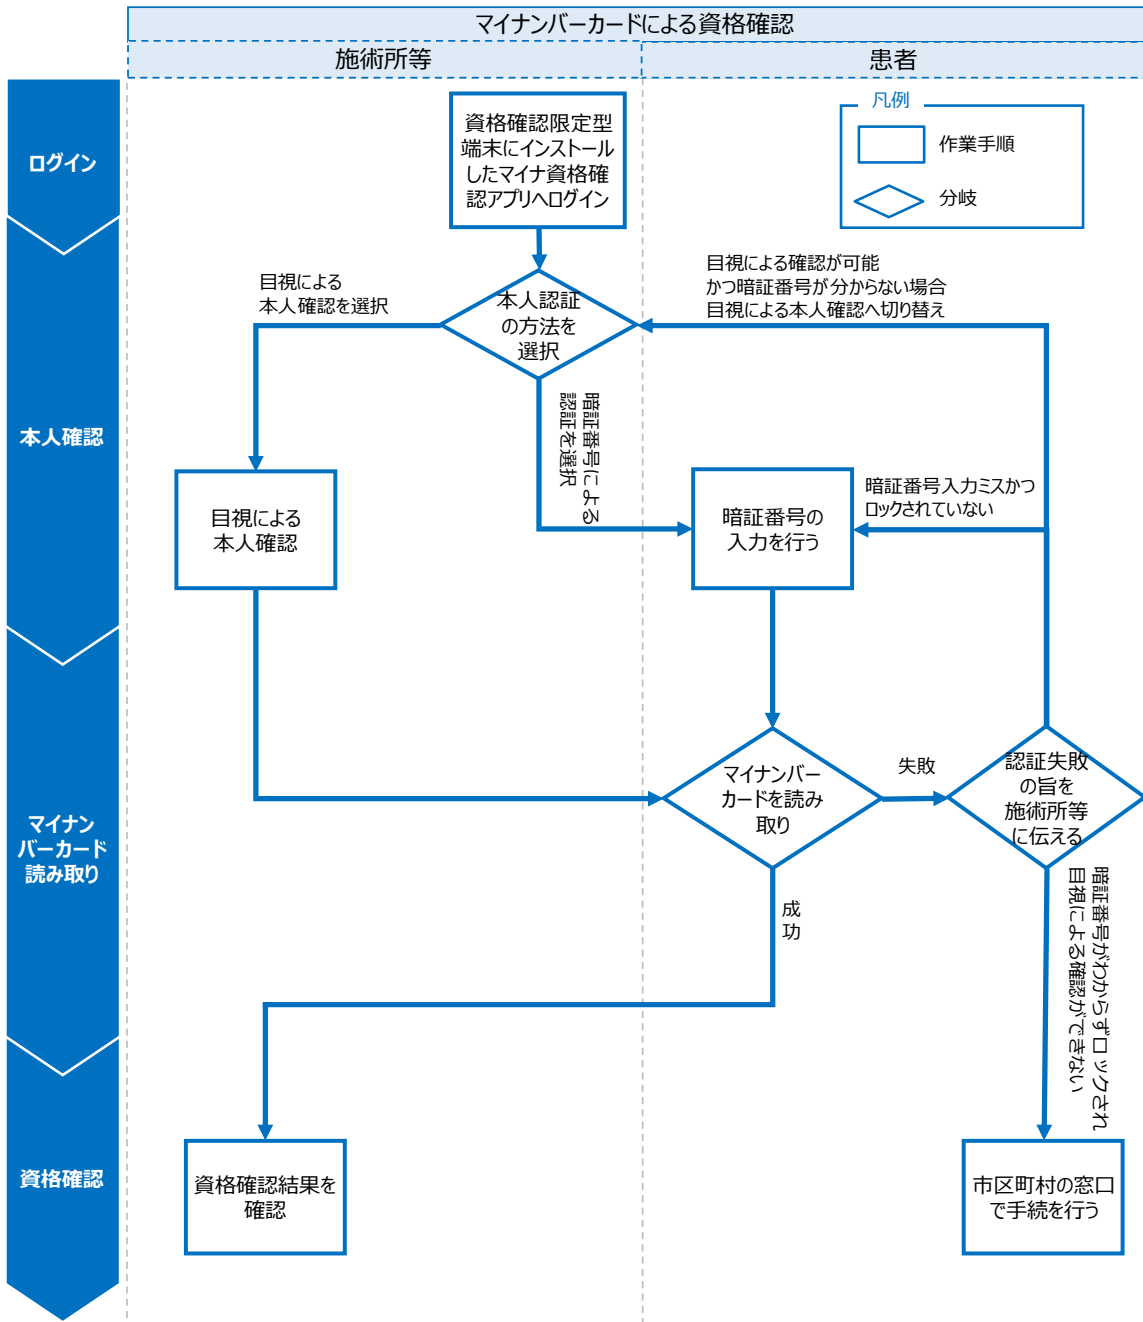 マイナンバーカードによる資格確認
施術所等
患者
ログイン
資格確認限定型
端末にインストール
したマイナ資格確
認アプリへログイン
凡例
作業手順
分岐
本人確認
目視による
本人確認を選択
本人認証
の方法を
選択
目視による確認が可能
かつ暗証番号が分からない場合
目視による本人確認へ切り替え
暗証番号による
認証を選択
目視による
本人確認
暗証番号の
入力を行う
暗証番号入力ミスかつ
ロックされていない
マイナン
バーカード
読み取り
マイナンバー
カードを読み
取り
失敗
認証失敗
の旨を
施術所等
に伝える
成功
暗証番号がわからずロックされ
目視による確認ができない
資格確認
資格確認結果を
確認
市区町村の窓口
で手続を行う